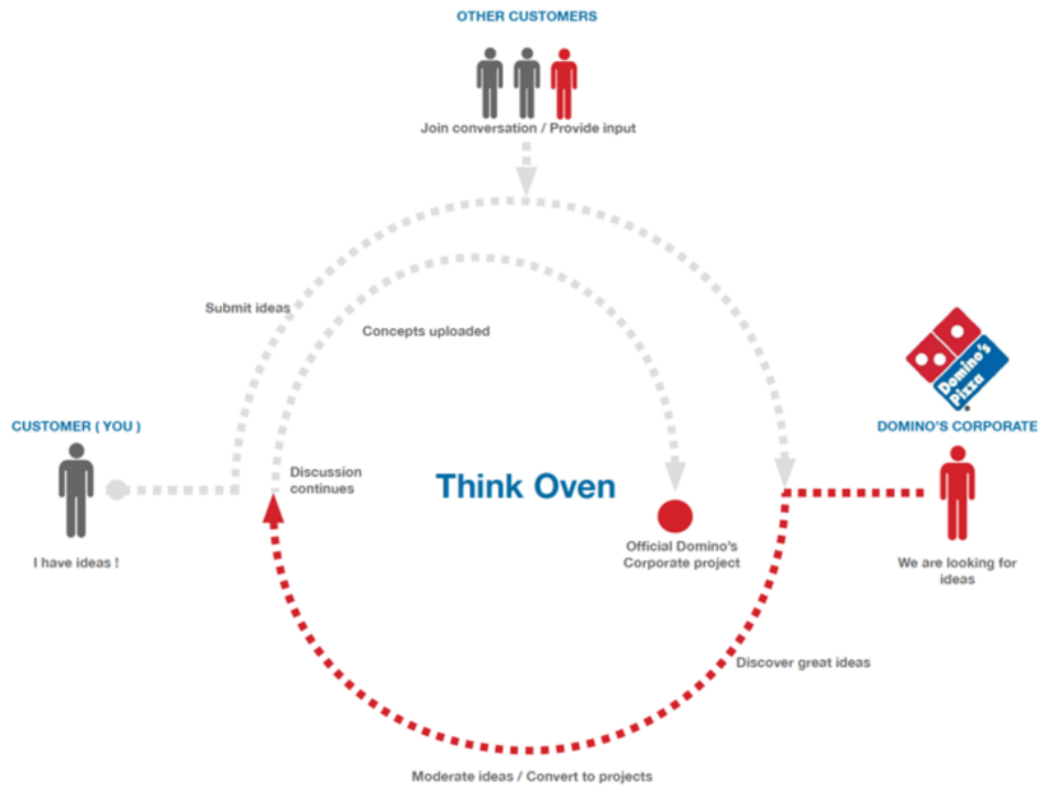 OTHER CUSTOMERS
Join conversation / Provide input
Submit ideas
Concepts uploaded
Domino's
Pizza
CUSTOMER ( YOU )
DOMINO'S CORPORATE
Discussion
continues
Think Oven
Official Domino's
Corporate project
I have ideas !
We are looking for
ideas
Discover great ideas
Moderate ideas / Convert to projects